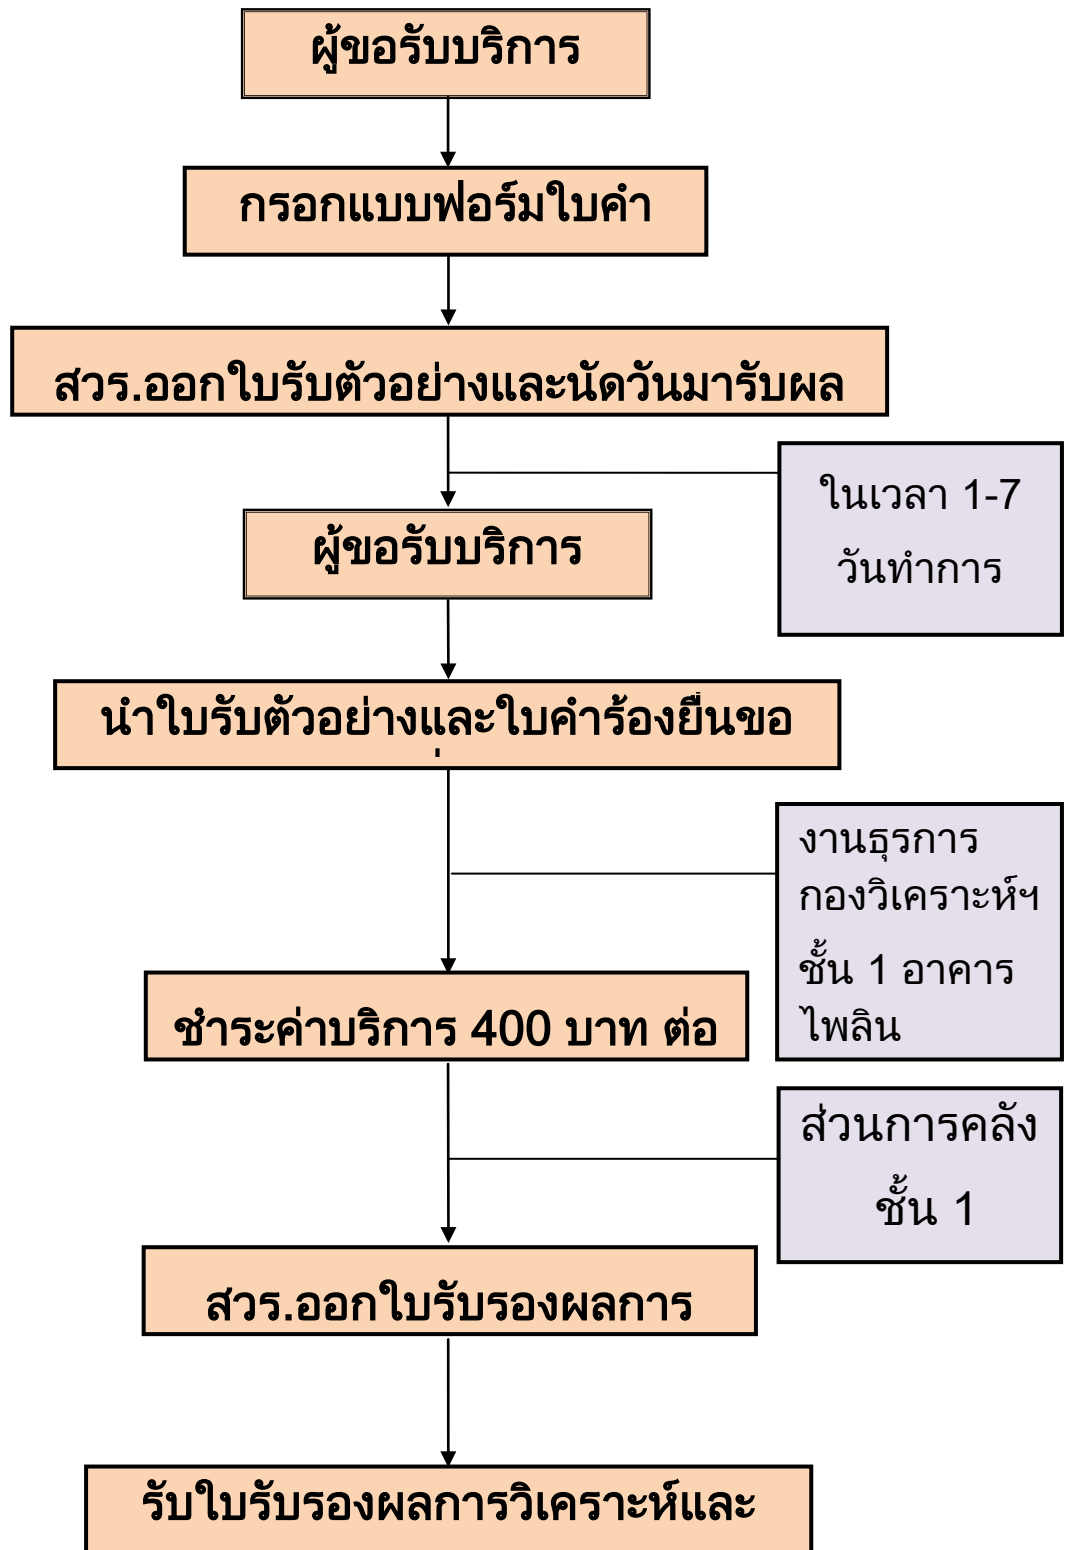 ผู้ขอรับบริการ
กรอกแบบฟอร์มใบคำ
สวร.ออกใบรับตัวอย่างและนัดวันมารับผล
ในเวลา 1-7
วันทำการ
ผู้ขอรับบริการ
นำใบรับตัวอย่างและใบคำร้องยื่นขอ
งานธุรการ
กองวิเคราะห์ฯ
ชั้น 1 อาคาร
ไพลิน
ชำระค่าบริการ 400 บาท ต่อ
ส่วนการคลัง
ชั้น 1
สวร.ออกใบรับรองผลการ
รับใบรับรองผลการวิเคราะห์และ